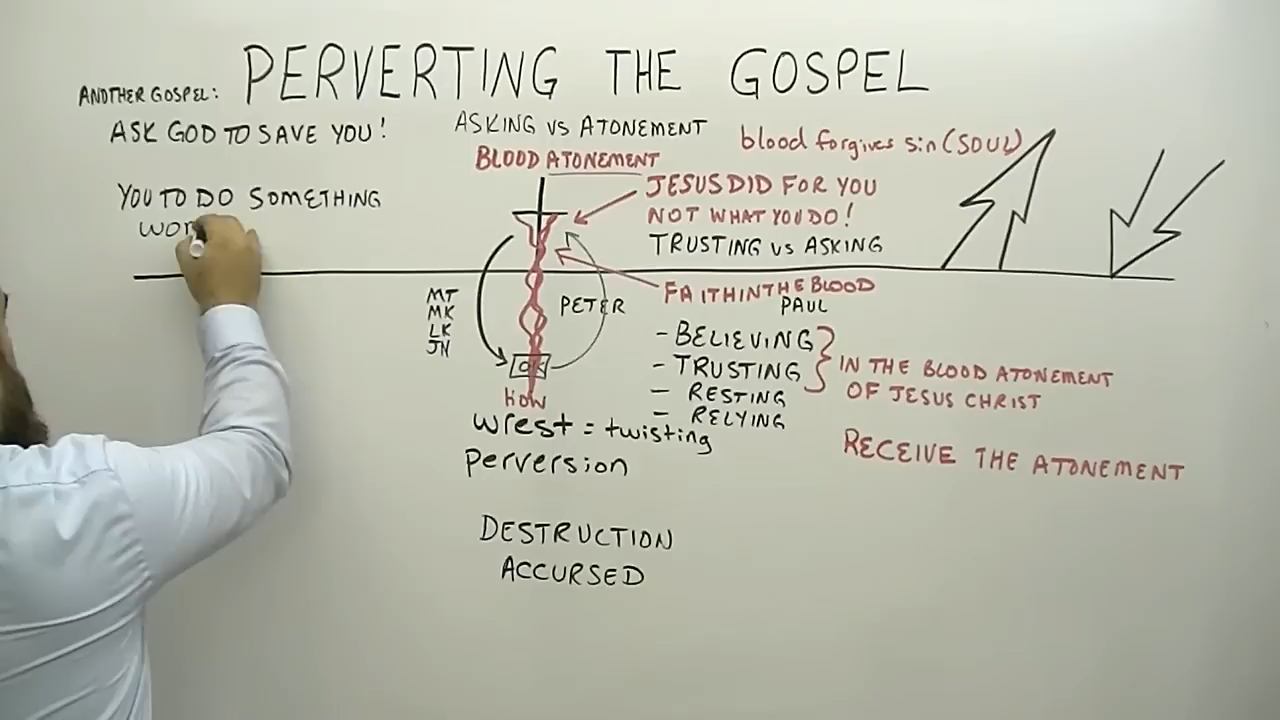 PERVERTING THE GOSPEL
ANOTHER GOSPEL:
ASK GOD TO SAVE YOU!
YOU TO DO SOMETHING
WOR
ASKING VS ATONEMENT
BLOOD ATONEMENT
blood forgives sin (SOUL)
JESUS DID FOR YOU
NOT WHAT YOU DO!
TRUSTING vs ASKING
FAITH IN THE BLOOD
PAUL
MT
MK
LK
JN
PETER
HOW
- BELIEVING
- TRUSTING
- RESTING
- RELYING
IN THE BLOOD ATONEMENT
OF JESUS CHRIST
wrest = twisting
perversion
RECEIVE THE ATONEMENT
DESTRUCTION
ACCURSED